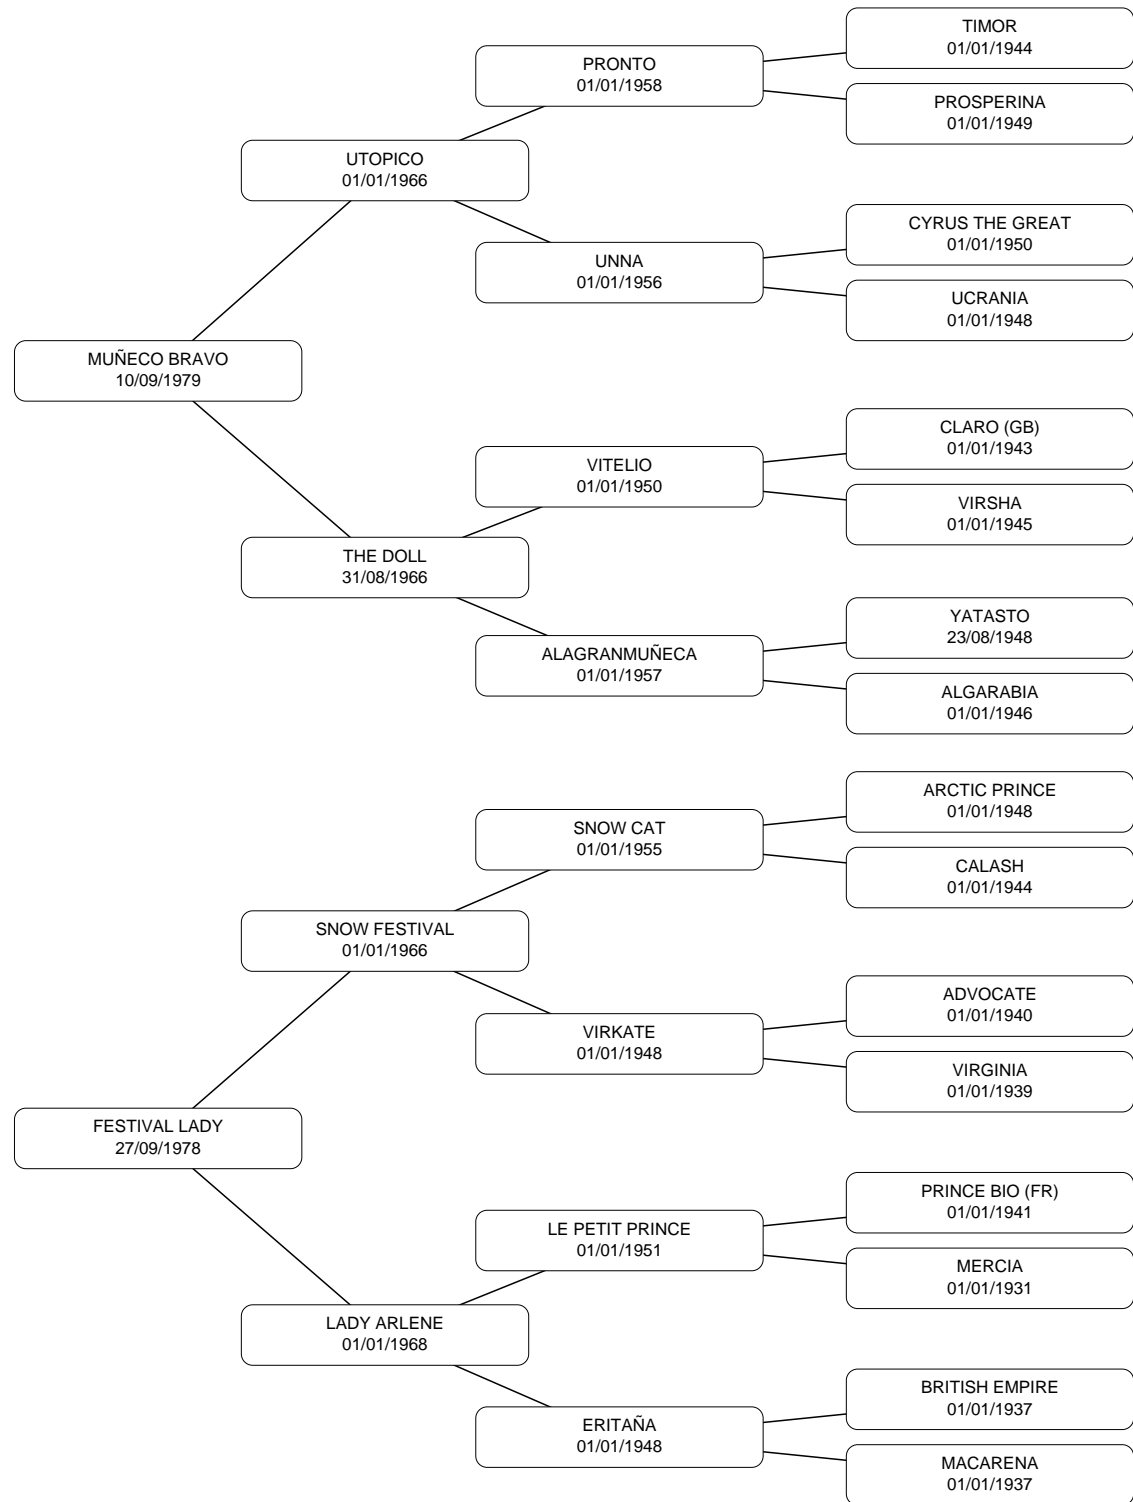 TIMOR
01/01/1944
PRONTO
01/01/1958
PROSPERINA
01/01/1949
UTOPICO
01/01/1966
CYRUS THE GREAT
01/01/1950
UNNA
01/01/1956
UCRANIA
01/01/1948
MUÑECO BRAVO
10/09/1979
CLARO (GB)
01/01/1943
VITELIO
01/01/1950
VIRSHA
01/01/1945
THE DOLL
31/08/1966
YATASTO
23/08/1948
ALAGRANMUÑECA
01/01/1957
ALGARABIA
01/01/1946
ARCTIC PRINCE
01/01/1948
SNOW CAT
01/01/1955
CALASH
01/01/1944
SNOW FESTIVAL
01/01/1966
ADVOCATE
01/01/1940
VIRKATE
01/01/1948
VIRGINIA
01/01/1939
FESTIVAL LADY
27/09/1978
PRINCE BIO (FR)
01/01/1941
LE PETIT PRINCE
01/01/1951
MERCIA
01/01/1931
LADY ARLENE
01/01/1968
BRITISH EMPIRE
01/01/1937
ERITAÑA
01/01/1948
MACARENA
01/01/1937